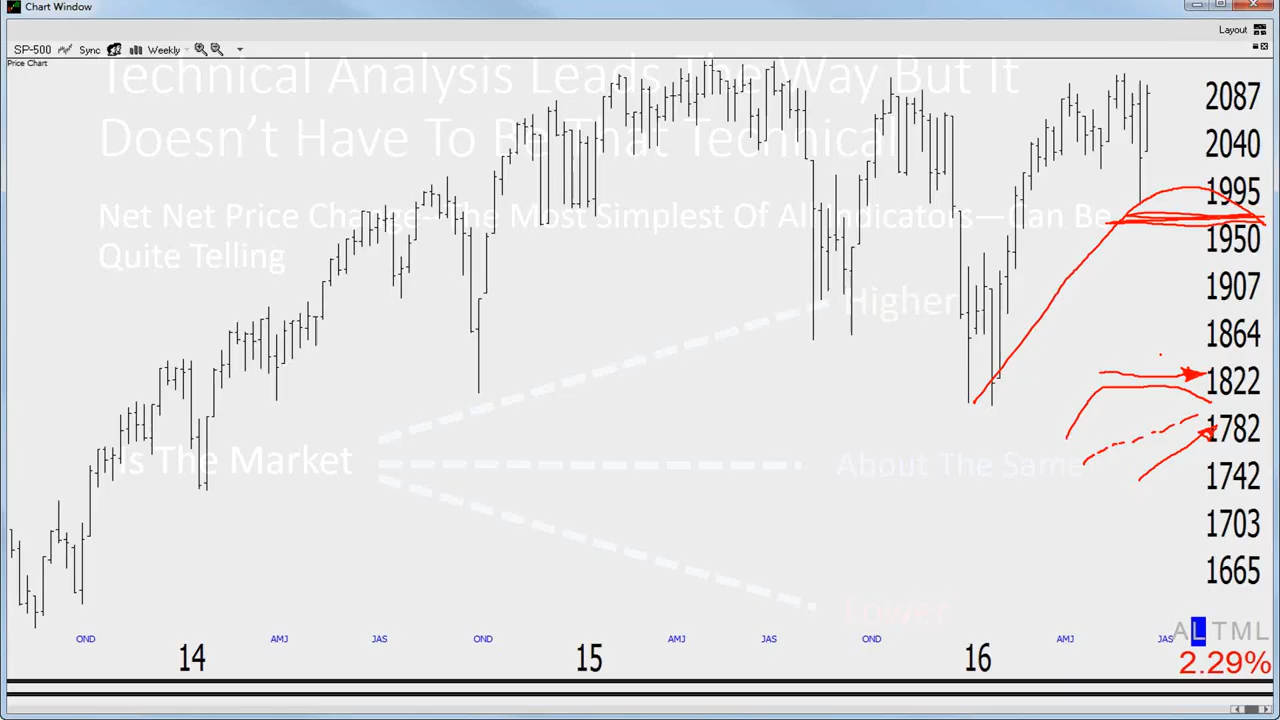 Chart Window
Layout
SP-500 Sync Weekly
Price Chart
Technical Analysis Leads The Way But It
Doesn't Have To Be That Technical
Net Net Price Change--The Most Simplest Of All Indicators—Can Be
Quite Telling
Higher
Is The Market
About The Same
Lower
2087
2040
1995
1950
1907
1864
1822
1782
1742
1703
1665
OND AMJ JAS OND AMJ JAS OND AMJ JAS
14 15 16
ALTML
2.29%